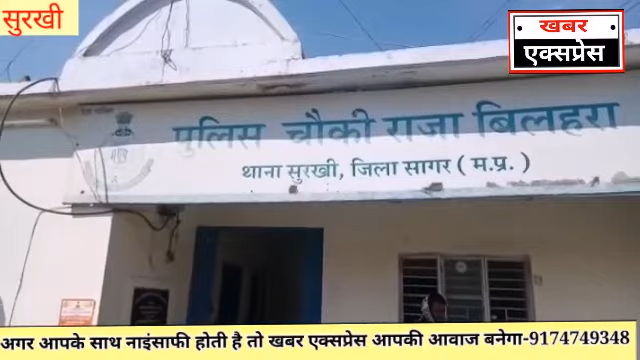 सुरखी
खबर
एक्सप्रेस
पुलिस चौकी राजा बिलहरा
थाना सुरखी, जिला सागर ( म.प्र. )
अगर आपके साथ नाइंसाफी होती है तो खबर एक्सप्रेस आपकी आवाज बनेगा-9174749348